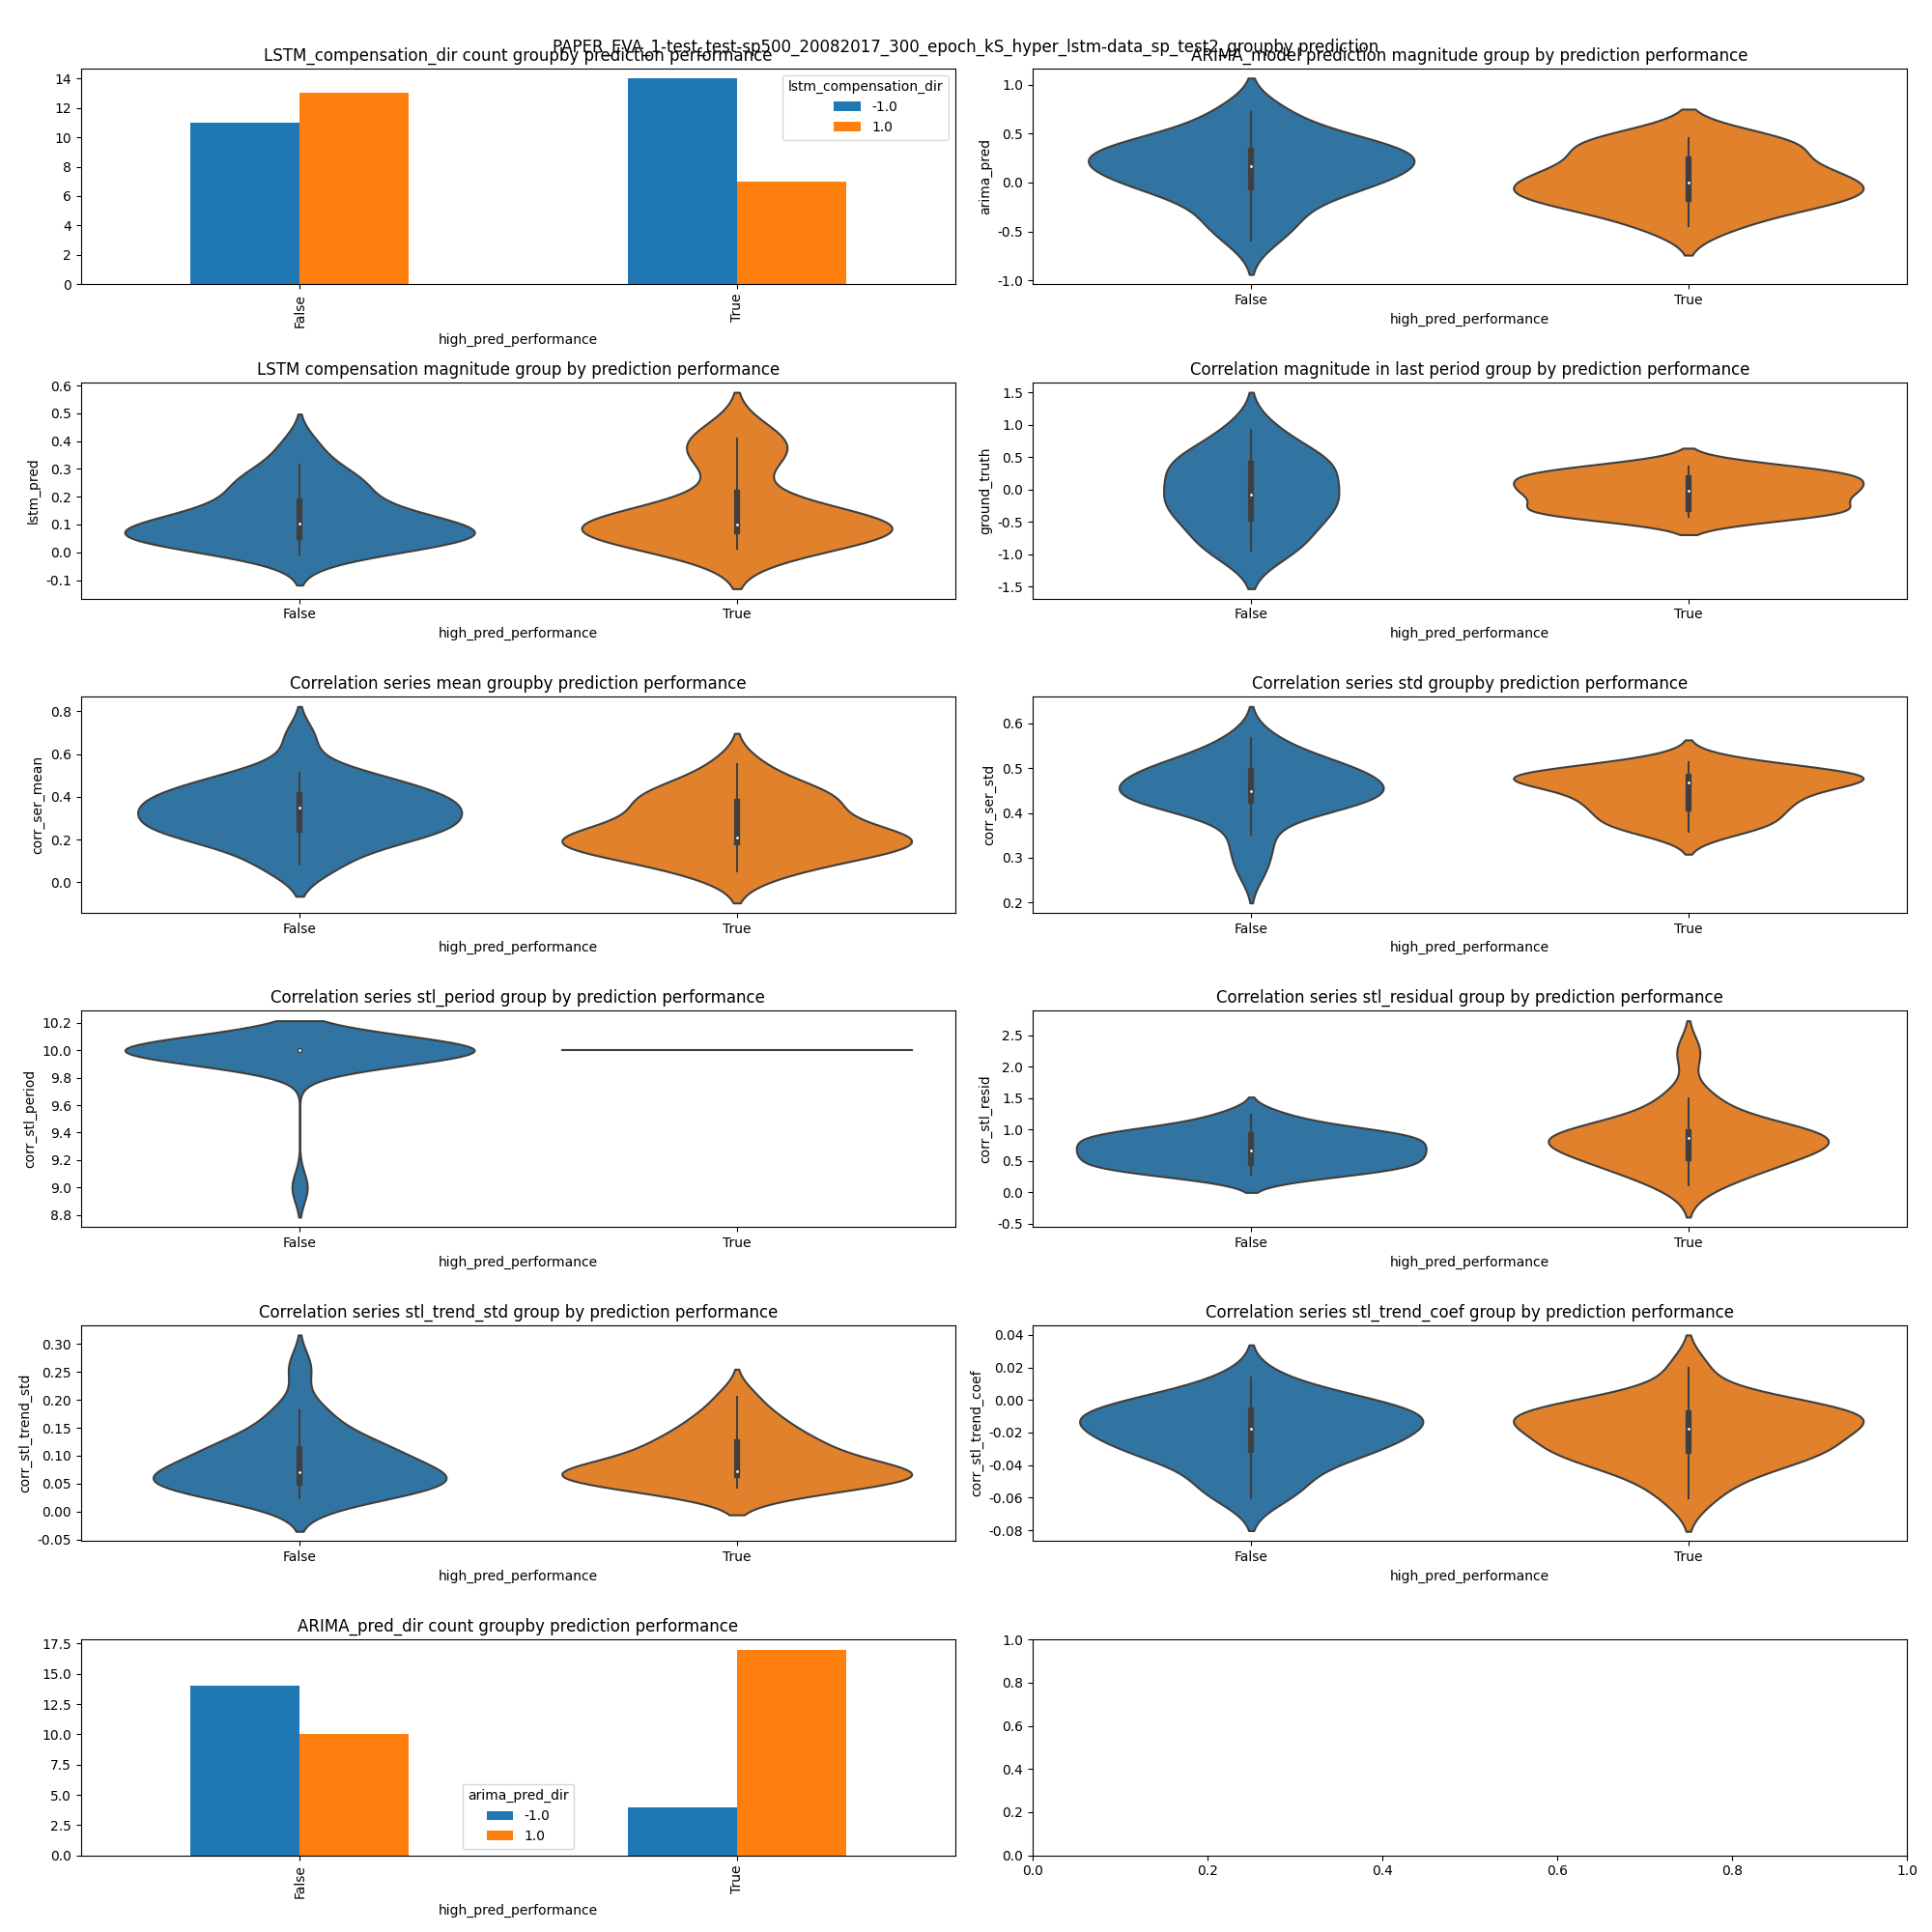 PAPER_EVA_1-test_test-sp500_20082017_300_epoch_kS_hyper_lstm-data_sp_test2_groupby prediction
LSTM_compensation_dir count groupby prediction performance
14
12
10
8
6
4
2
0
lstm_compensation_dir
-1.0
1.0
False
True
high_pred_performance
ARIMA_model prediction magnitude group by prediction performance
arima_pred
1.0
0.5
0.0
-0.5
-1.0
False
True
high_pred_performance
LSTM compensation magnitude group by prediction performance
lstm_pred
0.6
0.5
0.4
0.3
0.2
0.1
0.0
-0.1
False
True
high_pred_performance
Correlation magnitude in last period group by prediction performance
ground_truth
1.5
1.0
0.5
0.0
-0.5
-1.0
-1.5
False
True
high_pred_performance
Correlation series mean groupby prediction performance
corr_ser_mean
0.8
0.6
0.4
0.2
0.0
False
True
high_pred_performance
Correlation series std groupby prediction performance
corr_ser_std
0.6
0.5
0.4
0.3
0.2
False
True
high_pred_performance
Correlation series stl_period group by prediction performance
corr_stl_period
10.2
10.0
9.8
9.6
9.4
9.2
9.0
8.8
False
True
high_pred_performance
Correlation series stl_residual group by prediction performance
corr_stl_resid
2.5
2.0
1.5
1.0
0.5
0.0
-0.5
False
True
high_pred_performance
Correlation series stl_trend_std group by prediction performance
corr_stl_trend_std
0.30
0.25
0.20
0.15
0.10
0.05
0.00
-0.05
False
True
high_pred_performance
Correlation series stl_trend_coef group by prediction performance
corr_stl_trend_coef
0.04
0.02
0.00
-0.02
-0.04
-0.06
-0.08
False
True
high_pred_performance
ARIMA_pred_dir count groupby prediction performance
17.5
15.0
12.5
10.0
7.5
5.0
2.5
0.0
arima_pred_dir
-1.0
1.0
False
True
high_pred_performance
1.0
0.8
0.6
0.4
0.2
0.0
0.0 0.2 0.4 0.6 0.8 1.0